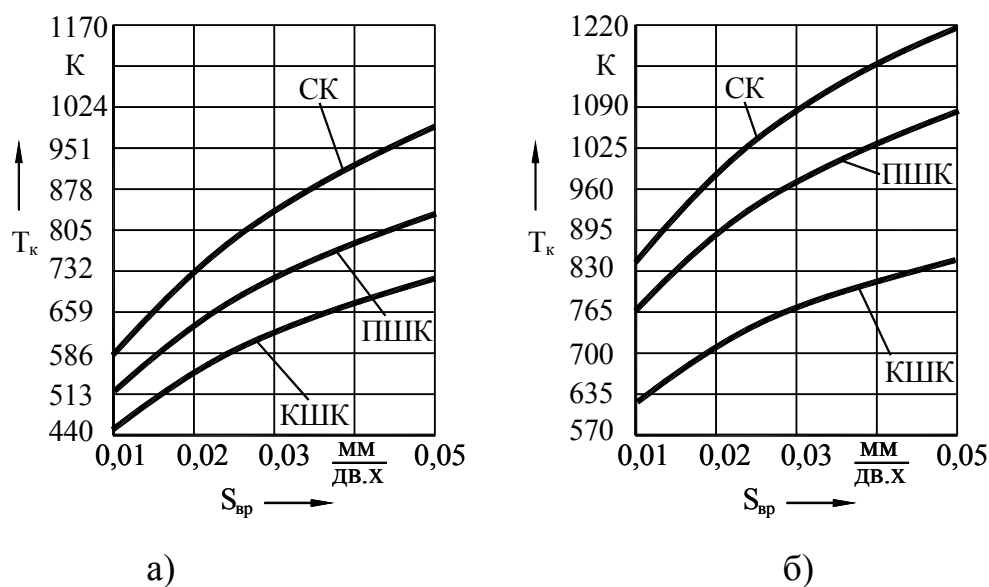 1170
К
1024
951
878
805
732
659
586
513
440
Tк
СК
ПШК
КШК
0,01
0,02
0,03
мм
дв.х
0,05
Sвр
а)
1220
К
1090
1025
960
895
830
765
700
635
570
Tк
СК
ПШК
КШК
0,01
0,02
0,03
мм
дв.х
0,05
Sвр
б)